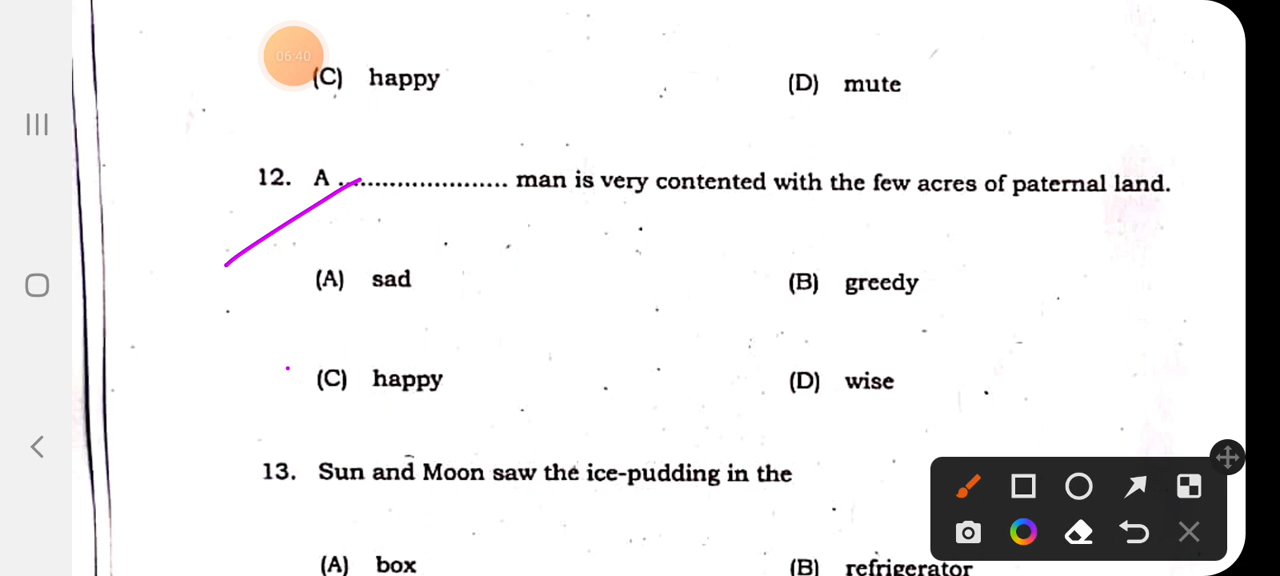 06:40
(C) happy (D) mute
12. A ...................... man is very contented with the few acres of paternal land.
(A) sad (B) greedy
(C) happy (D) wise
13. Sun and Moon saw the ice-pudding in the
(A) box (B) refrigerator